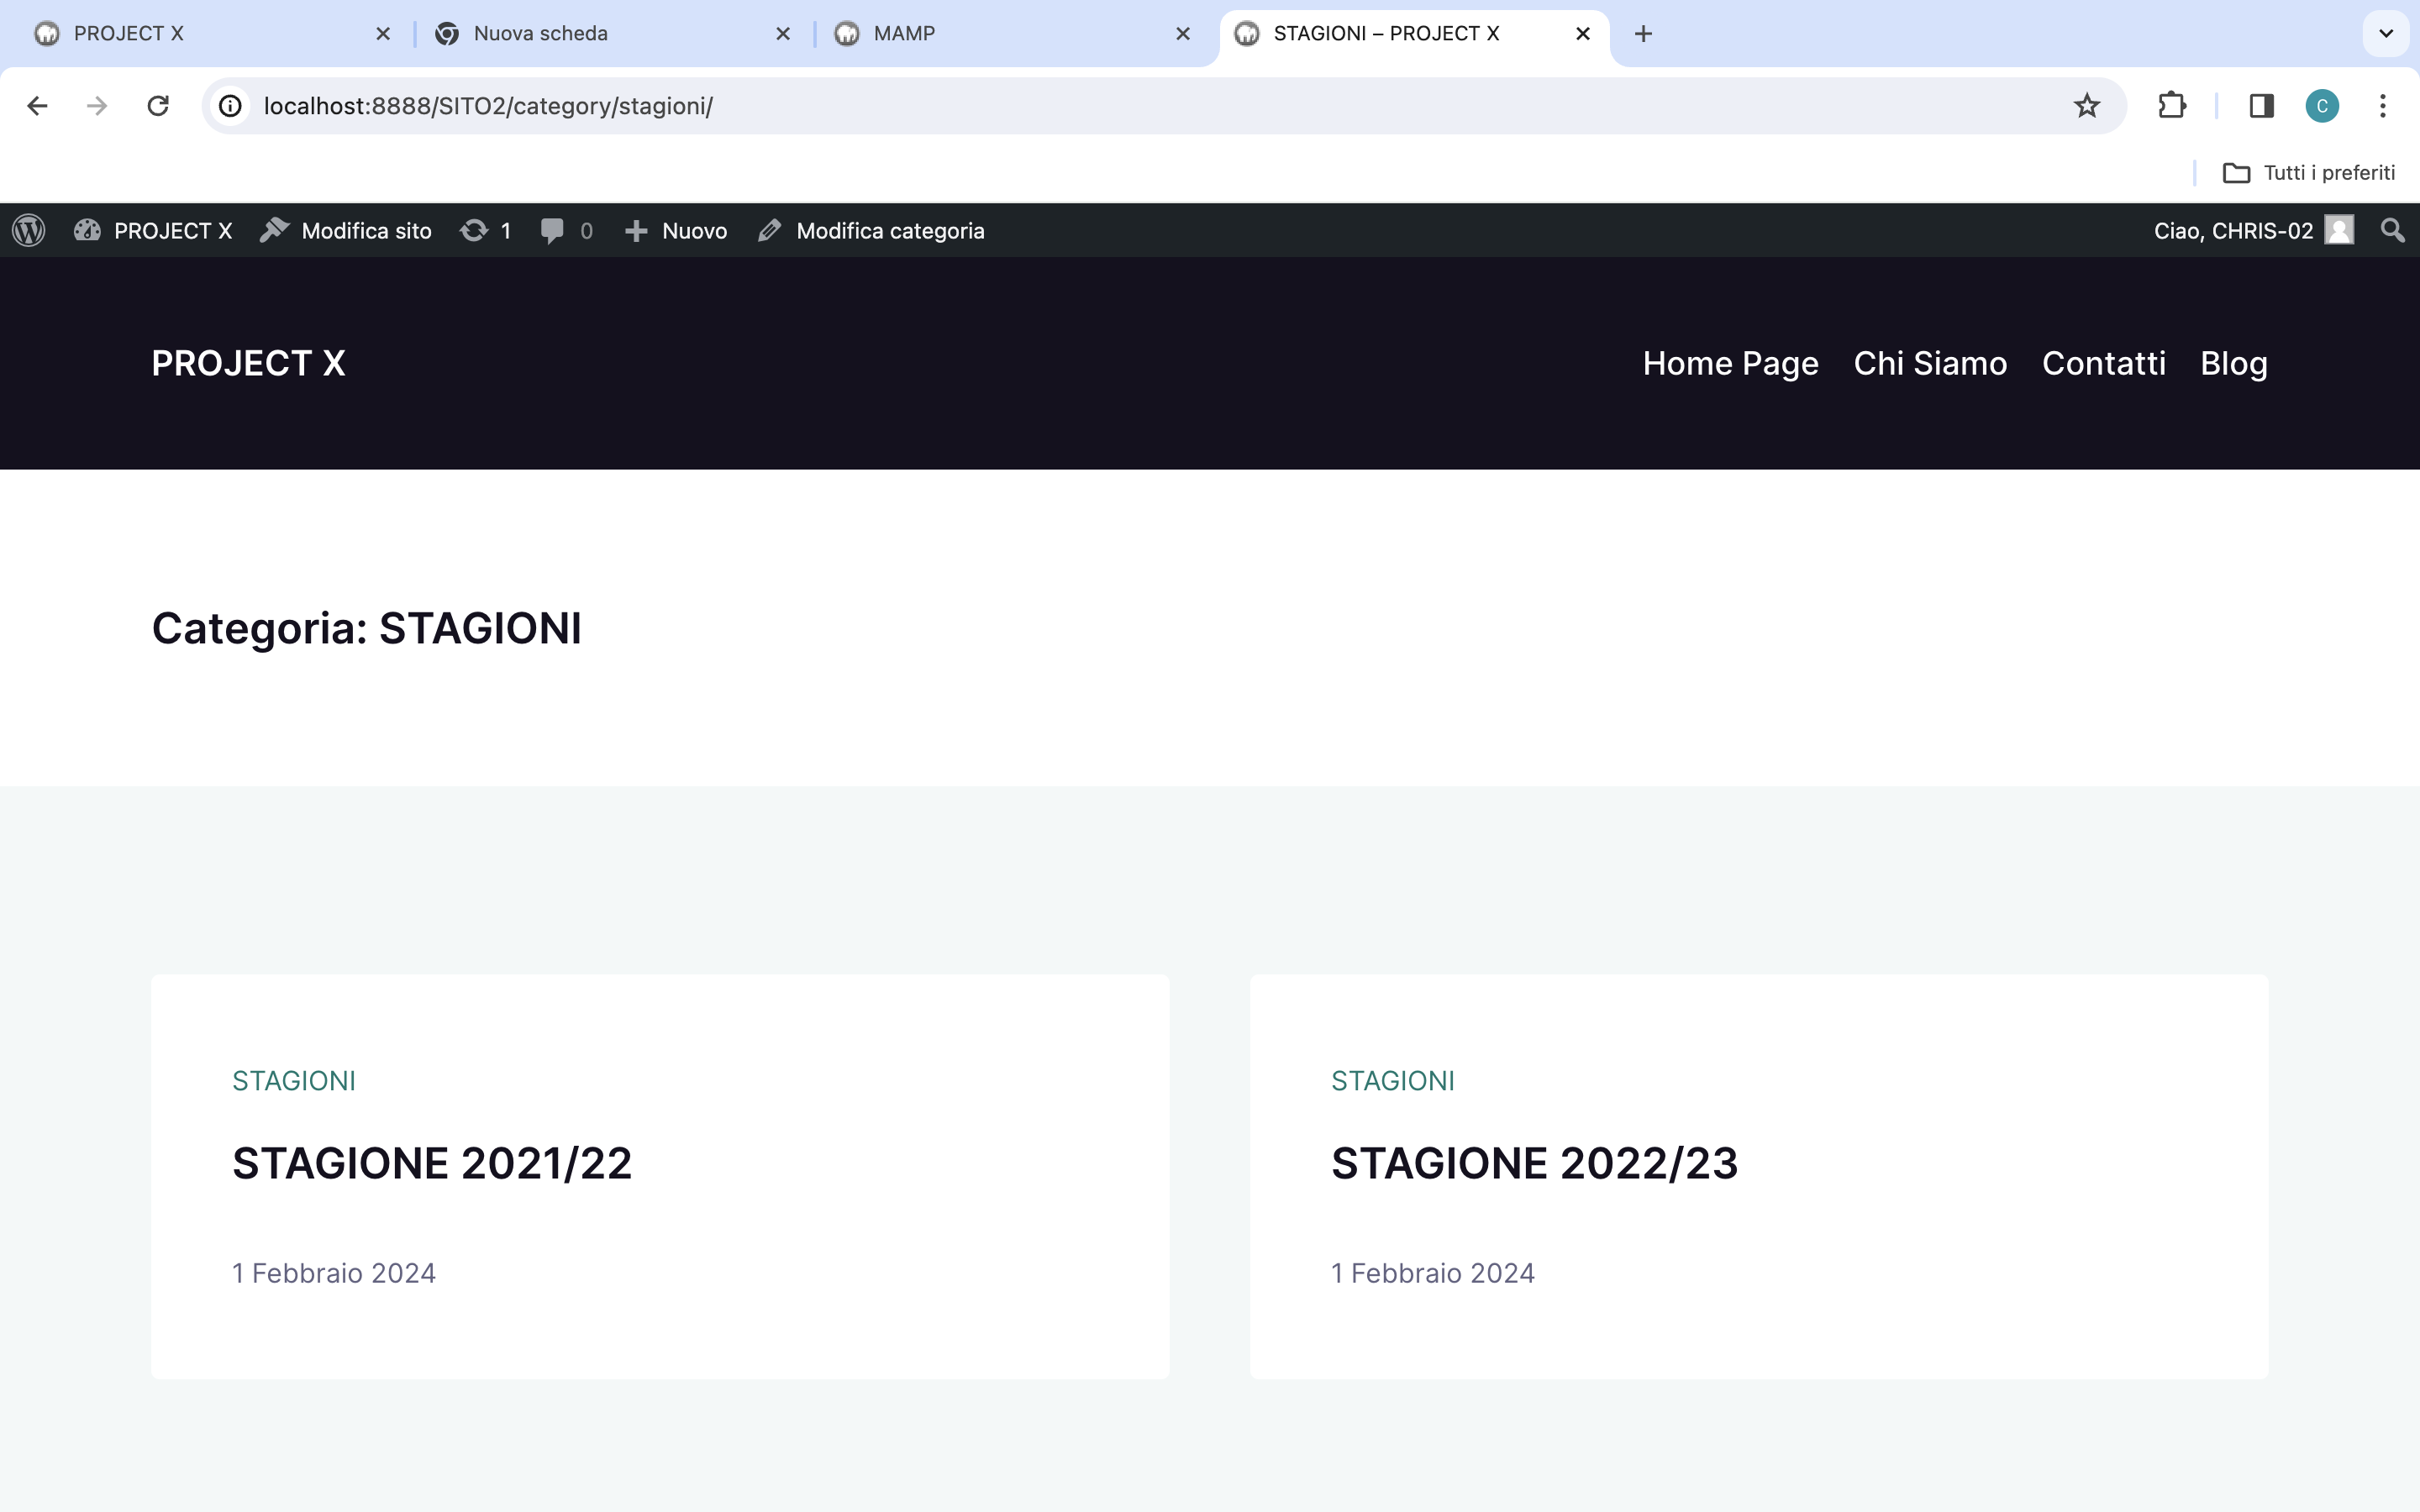 PROJECT X
Nuova scheda
MAMP
STAGIONI – PROJECT X
localhost:8888/SITO2/category/stagioni/
C
Tutti i preferiti
PROJECT X
Modifica sito
1
0
Nuovo
Modifica categoria
Ciao, CHRIS-02
PROJECT X
Home Page
Chi Siamo
Contatti
Blog
Categoria: STAGIONI
STAGIONI
STAGIONE 2021/22
1 Febbraio 2024
STAGIONI
STAGIONE 2022/23
1 Febbraio 2024